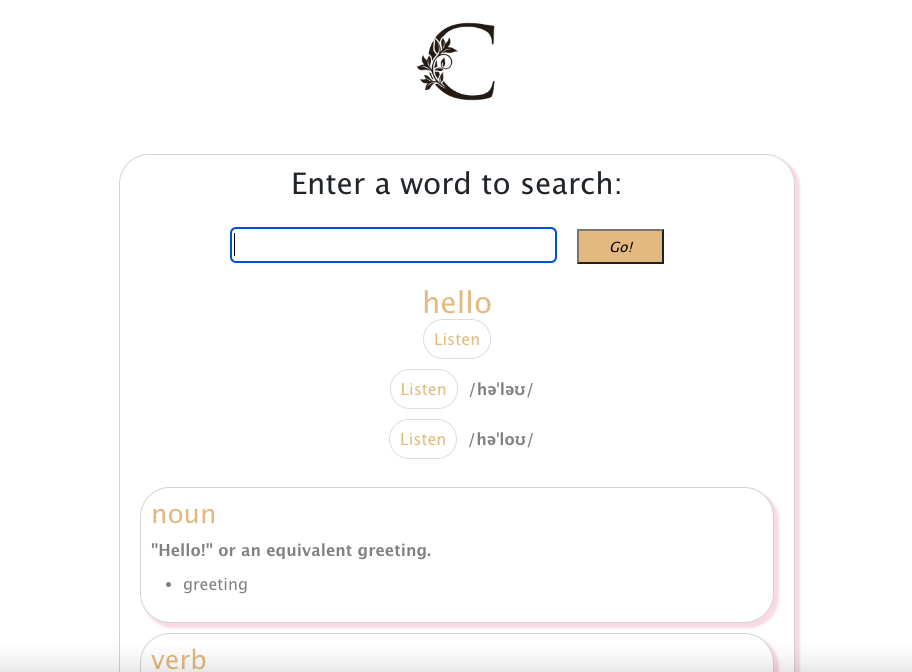 C
Enter a word to search:
Go!
hello
Listen
Listen /həˈləʊ/
Listen /həˈloʊ/
noun
"Hello!" or an equivalent greeting.
• greeting
verb